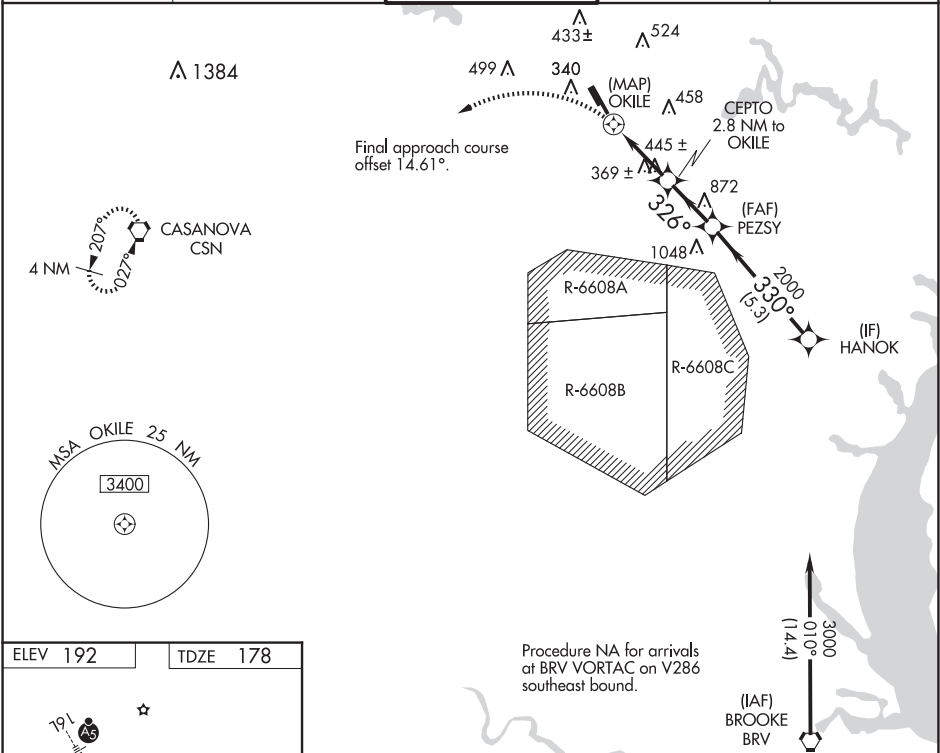 433±
524
1384
499
340
(MAP)
OKILE
458
CEPTO
2.8 NM to
OKILE
Final approach course
offset 14.61°.
445 ±
369 ±
872
326°
(FAF)
PEZSY
207°
027°
4 NM
CASANOVA
CSN
1048
2000
330°
(5.3)
R-6608A
(IF)
HANOK
R-6608C
R-6608B
MSA OKILE 25 NM
3400
3000
010°
(14.4)
ELEV 192
TDZE 178
Procedure NA for arrivals
at BRV VORTAC on V286
southeast bound.
(IAF)
BROOKE
BRV
16L
A5